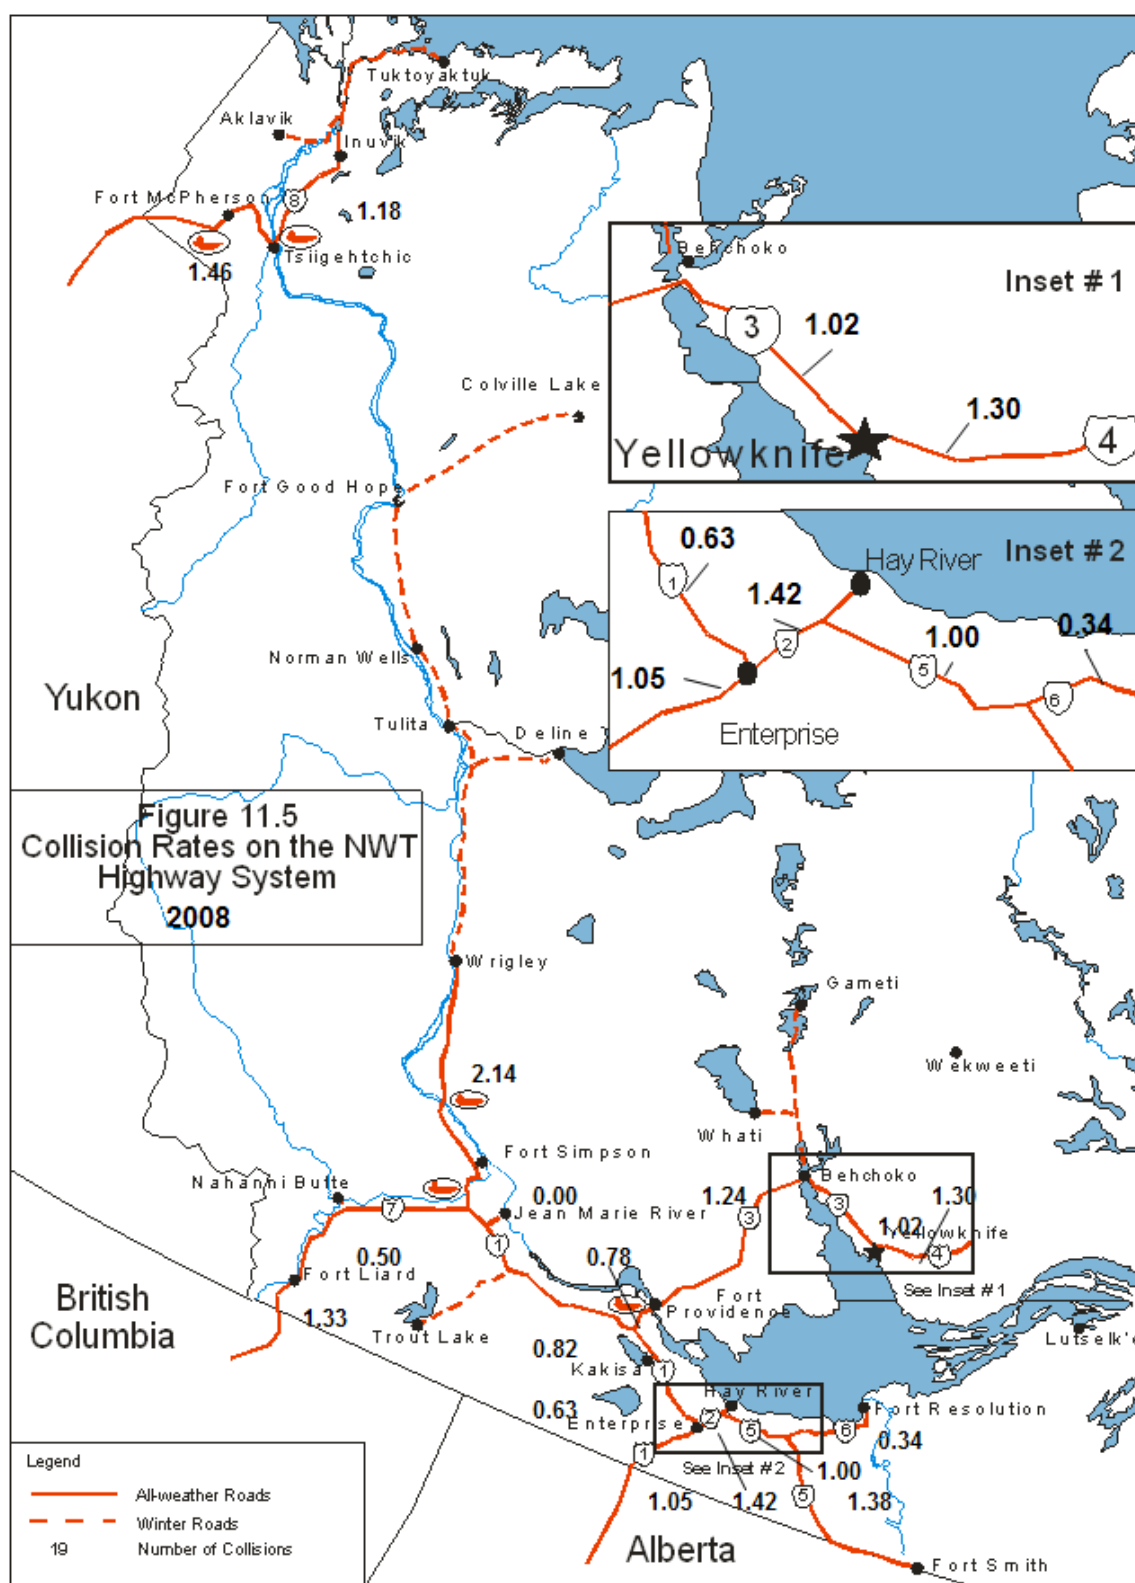 Tuktoyaktuk
Aklavik
Inuvik
Fort McPherson
8
1.18
Tsiigehtchic
1.46
Behchoko
Inset # 1
3
1.02
1.30
4
Yellowknife
Colville Lake
Fort Good Hope
0.63
Hay River
Inset # 2
1
1.42
2
1.00
0.34
5
1.05
6
Enterprise
Norman Wells
Yukon
Tulita
Deline
Figure 11.5
Collision Rates on the NWT
Highway System
2008
Wrigley
Gameti
Wekweeti
2.14
Whati
Fort Simpson
Behchoko
Nahanni Butte
0.00
1.24
3
1.30
7
Jean Marie River
3
1.02
Yellowknife
4
1
0.50
0.78
Fort Liard
See Inset #1
British
Columbia
1.33
Fort
Providence
Trout Lake
Lutselk'e
0.82
Kakisa
1
Hay River
0.63
Enterprise
2
5
6
Fort Resolution
0.34
1
See Inset #2
1.00
1.05
1.42
5
1.38
Alberta
Fort Smith
Legend
All-weather Roads
Winter Roads
19 Number of Collisions